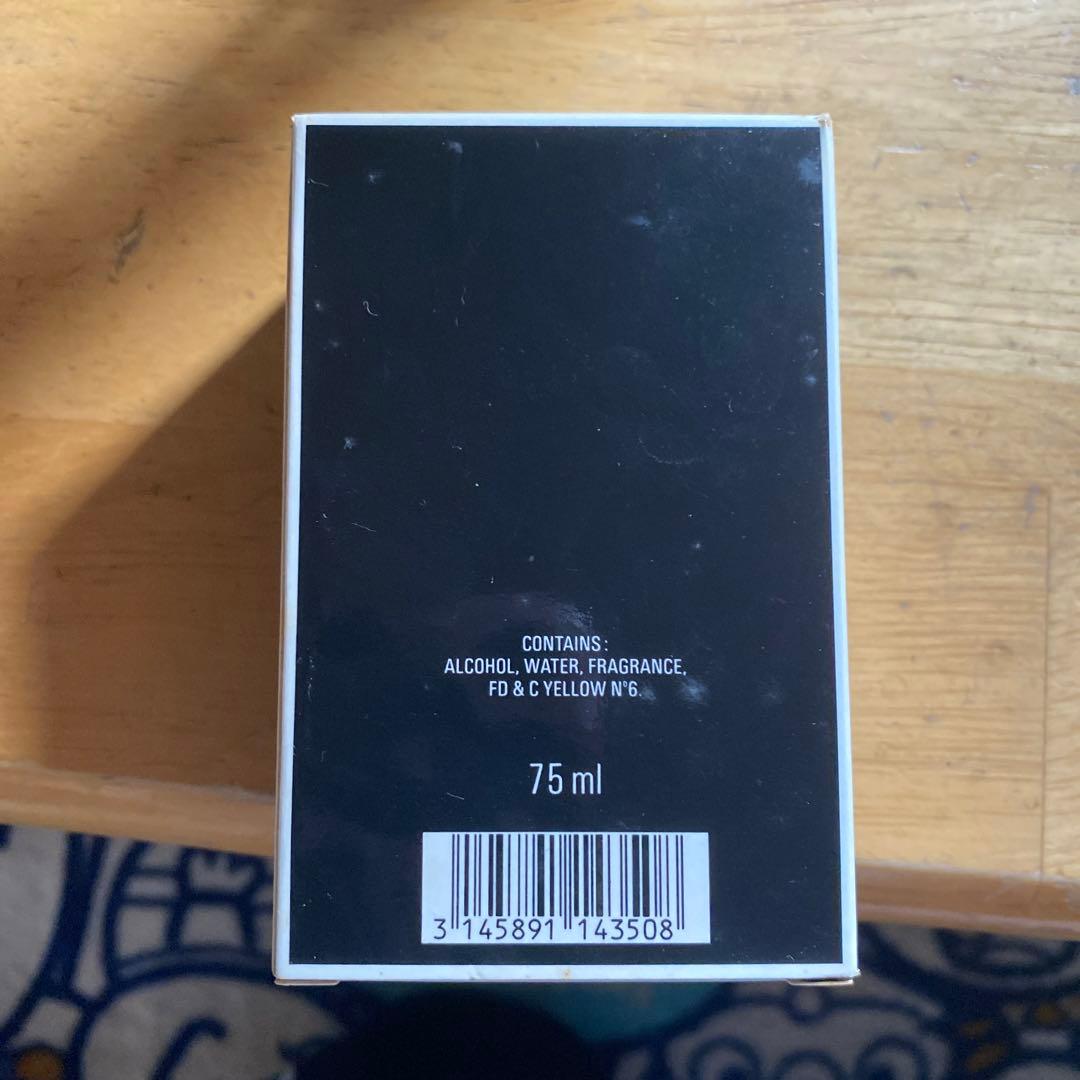 CONTAINS:
ALCOHOL, WATER, FRAGRANCE,
FD & C YELLOW N°6.
75 ml
3 145891 143508